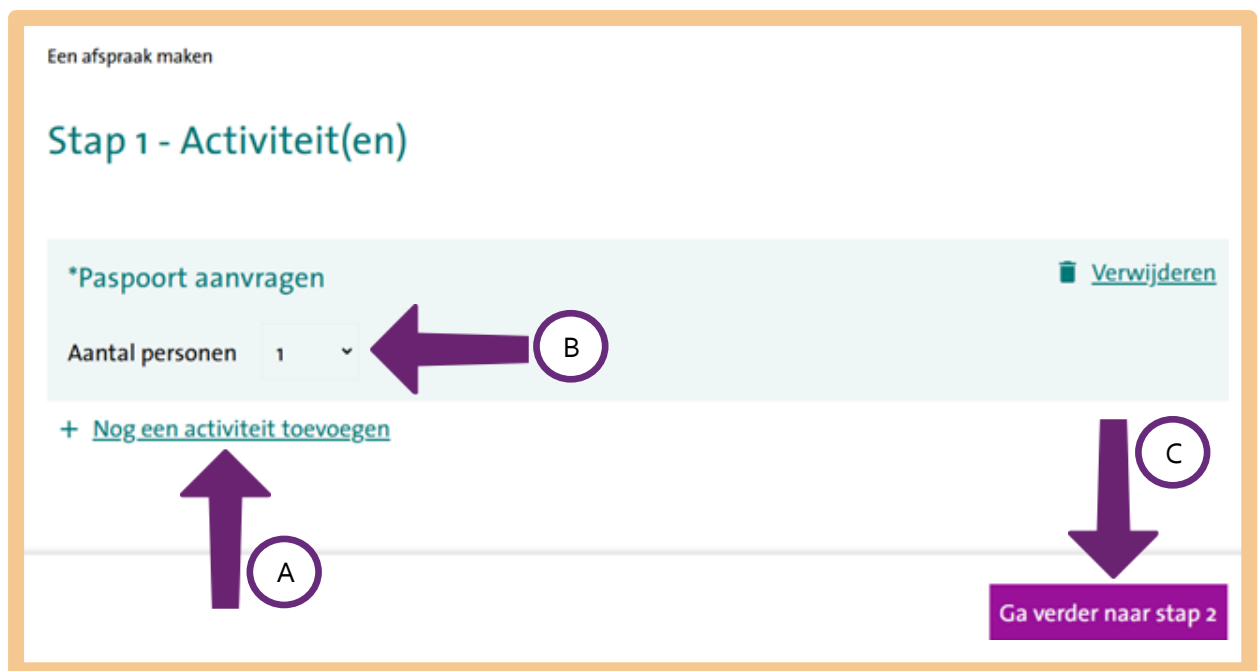 Een afspraak maken
Stap 1 - Activiteit(en)
*Paspoort aanvragen
Verwijderen
Aantal personen 1
B
+ Nog een activiteit toevoegen
C
A
Ga verder naar stap 2